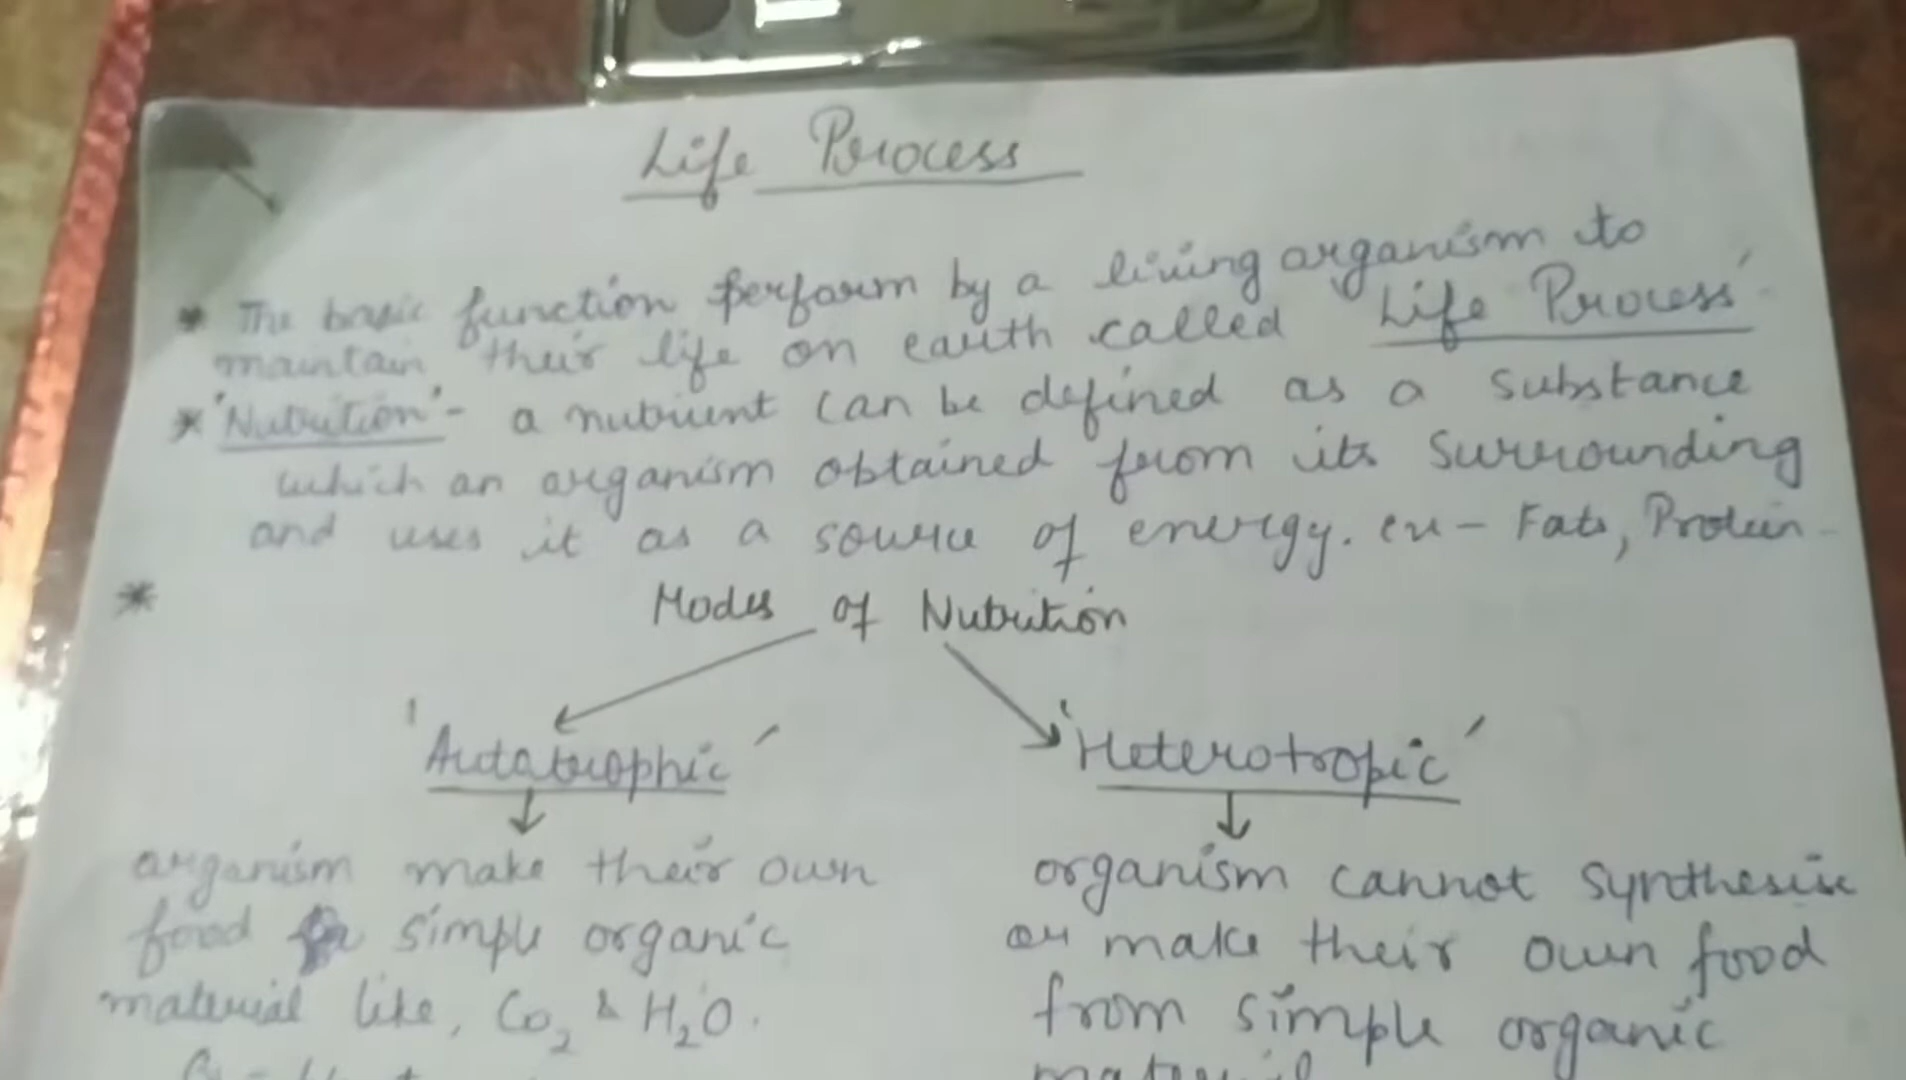 Life Process
* The basic function perform by a living organism to
maintain their life on earth called 'Life Process'
* 'Nutrition' - a nutrient can be defined as a substance
which an organism obtained from its surrounding
and uses it as a source of energy. ex - Fats, Protein -
* Modes of Nutrition
'Autotrophic' 'Heterotropic'
organism make their own
food simple organic
material like, Co2 & H2O.
organism cannot synthesize
or make their own food
from simple organic
material